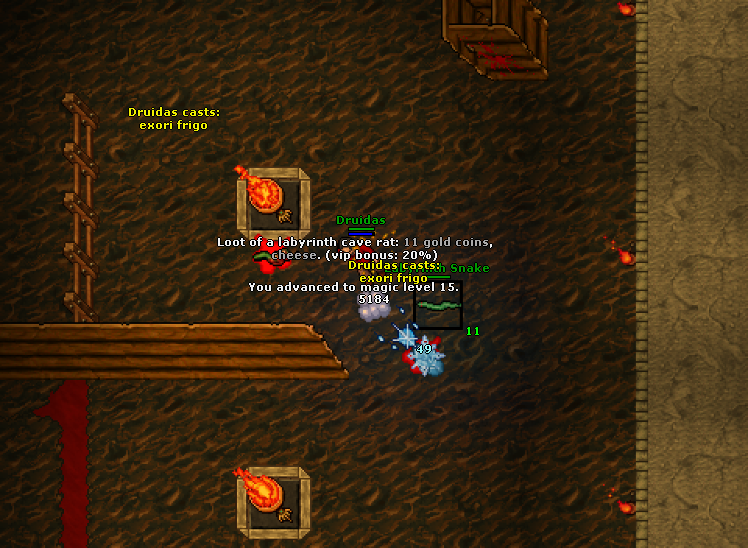 Druidas casts:
exori frigo
Druidas
Loot of a labyrinth cave rat: 11 gold coins,
cheese. (vip bonus: 20%)
Druidas casts:
Snake
exori frigo
You advanced to magic level 15.
5184
11
49